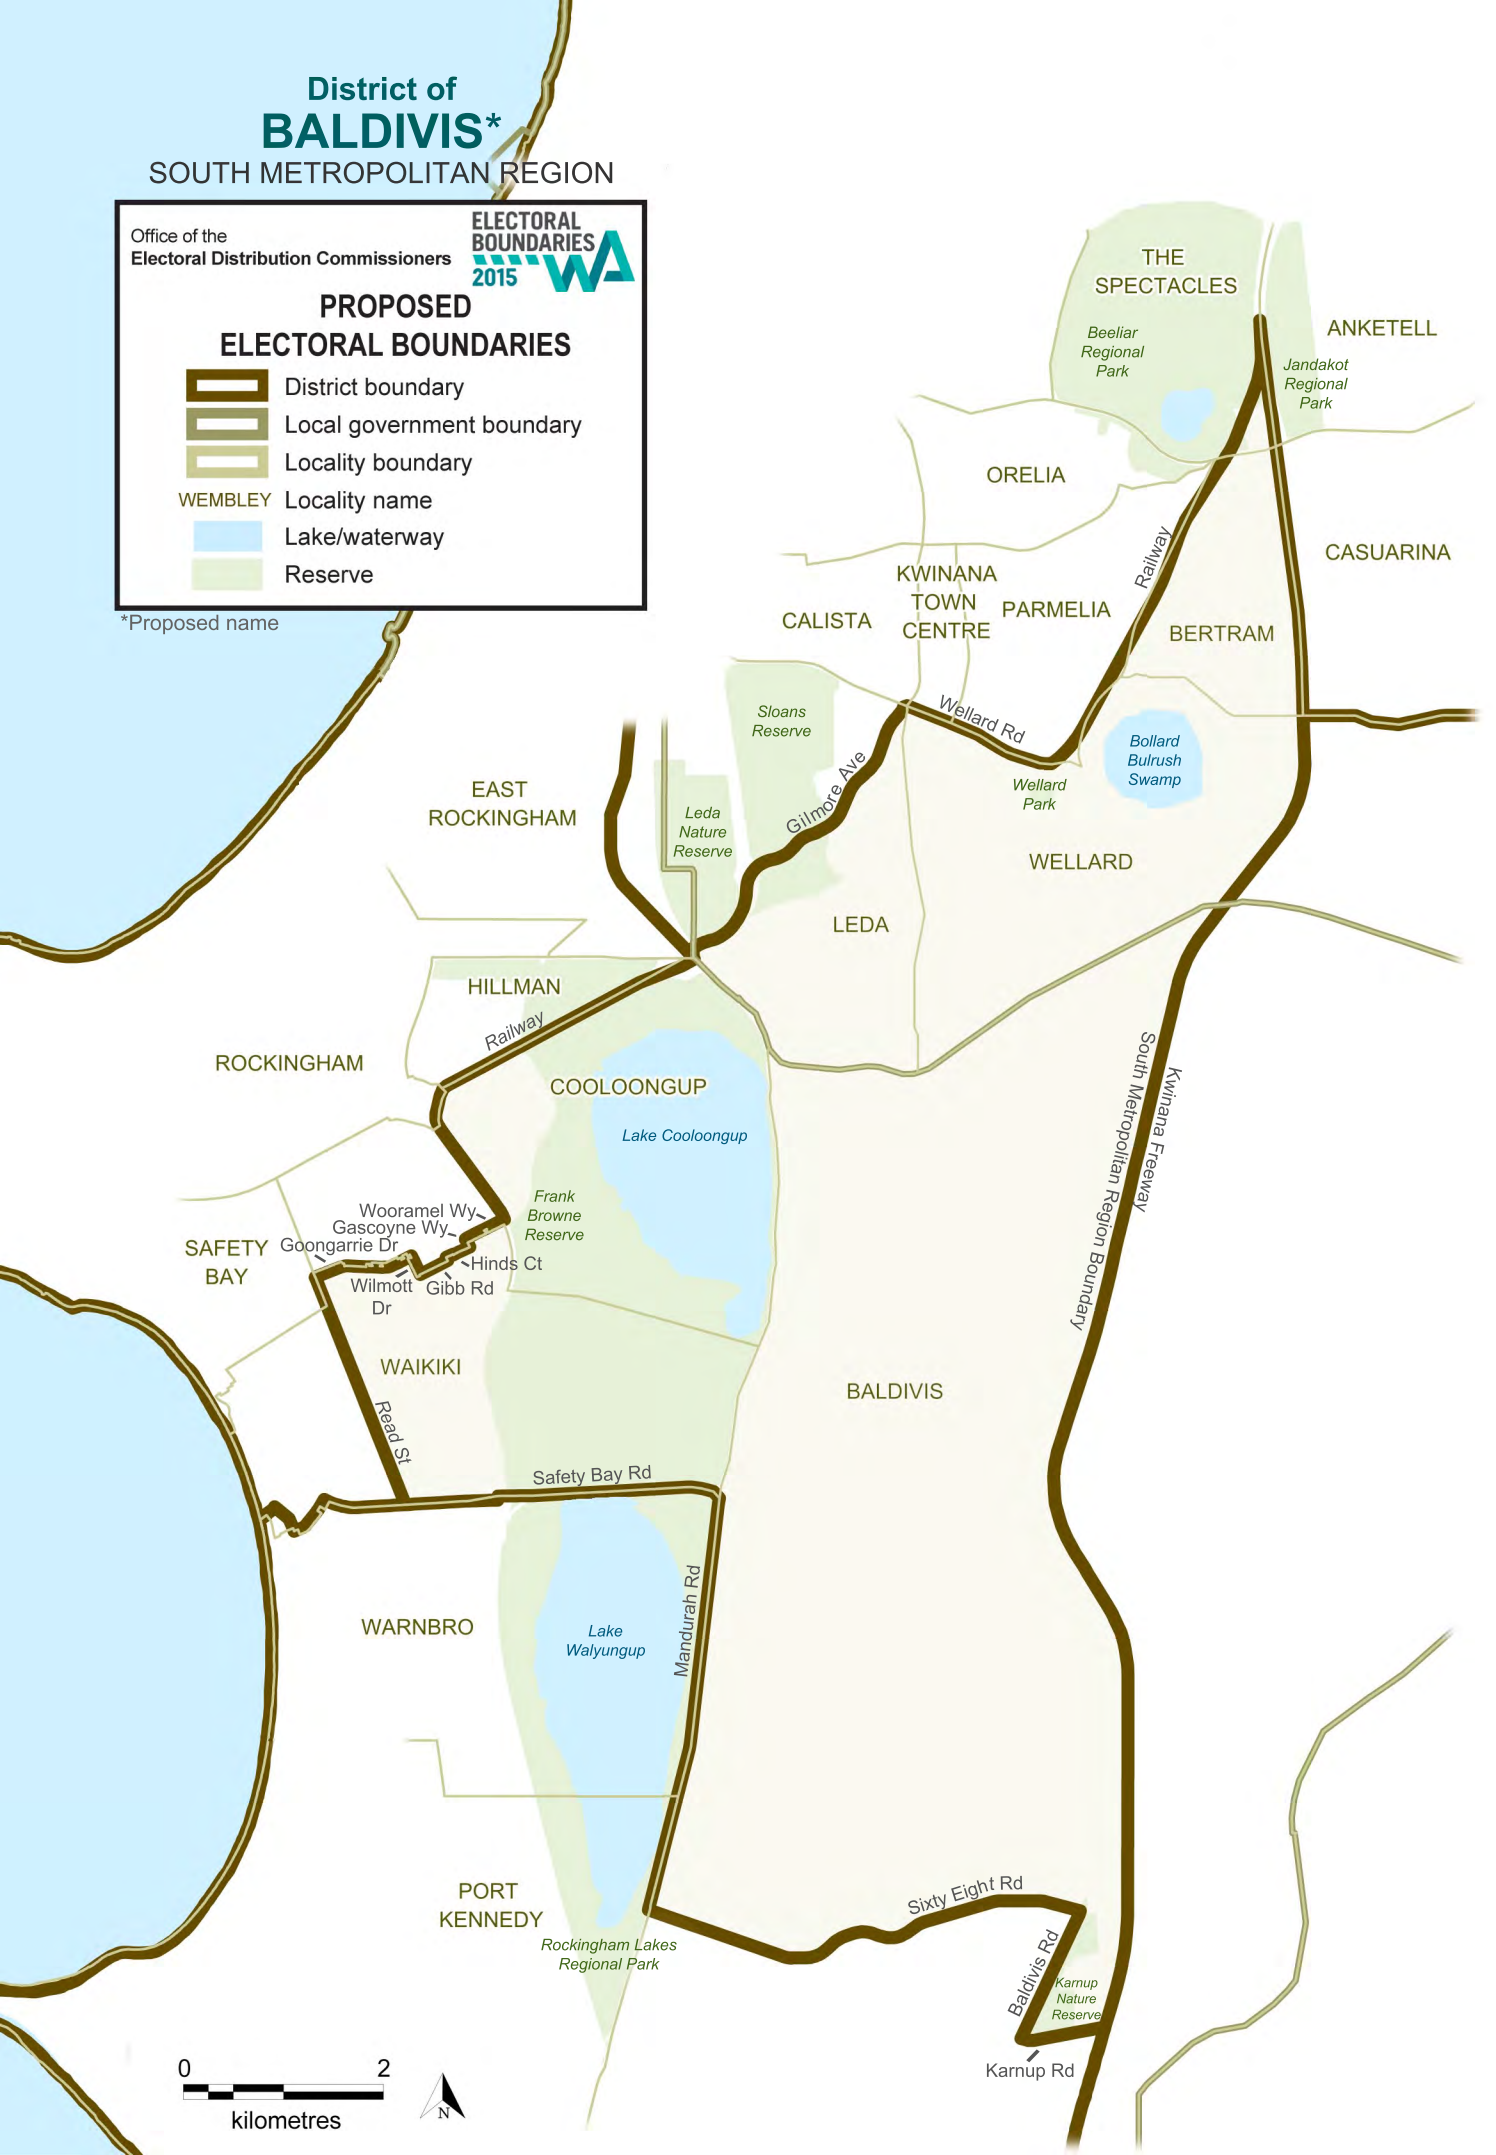 District of
BALDIVIS*
SOUTH METROPOLITAN REGION
Office of the
Electoral Distribution Commissioners
ELECTORAL
BOUNDARIES
2015
WA
PROPOSED
ELECTORAL BOUNDARIES
District boundary
Local government boundary
Locality boundary
WEMBLEY Locality name
Lake/waterway
Reserve
*Proposed name
THE
SPECTACLES
Beeliar
Regional
Park
ANKETELL
Jandakot
Regional
Park
ORELIA
Railway
CASUARINA
KWINANA
TOWN
CENTRE
CALISTA
PARMELIA
BERTRAM
Sloans
Reserve
Wellard Rd
Bollard
Bulrush
Swamp
Wellard
Park
EAST
ROCKINGHAM
Leda
Nature
Reserve
Gilmore Ave
WELLARD
LEDA
HILLMAN
Railway
ROCKINGHAM
COOLOONGUP
Lake Cooloongup
South Metropolitan Region Boundary
Kwinana Freeway
Frank
Browne
Reserve
Wooramel Wy
Gascoyne Wy
Goongarrie Dr
SAFETY
BAY
Hinds Ct
Wilmott
Dr
Gibb Rd
WAIKIKI
BALDIVIS
Read St
Safety Bay Rd
WARNBRO
Lake
Walyungup
Mandurah Rd
PORT
KENNEDY
Sixty Eight Rd
Rockingham Lakes
Regional Park
Baldivis Rd
Karnup
Nature
Reserve
Karnup Rd
0 2
kilometres
N